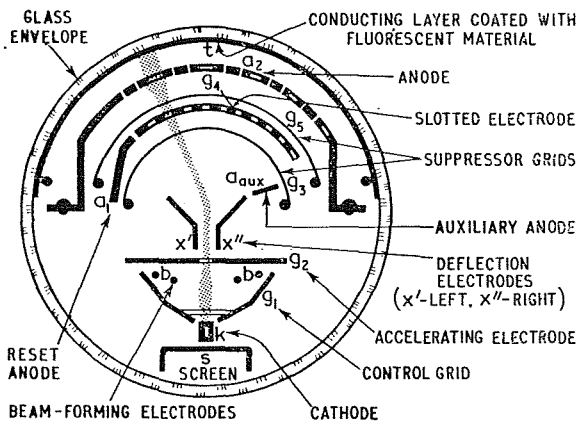 GLASS
ENVELOPE
CONDUCTING LAYER COATED WITH
FLUORESCENT MATERIAL
t
a2
ANODE
g4
SLOTTED ELECTRODE
g5
SUPPRESSOR GRIDS
aaux
g3
a1
AUXILIARY ANODE
x' x"
DEFLECTION
ELECTRODES
(x'-LEFT, x"-RIGHT)
g2
b b
ACCELERATING ELECTRODE
g1
k
RESET
ANODE
s
SCREEN
CONTROL GRID
BEAM-FORMING ELECTRODES
CATHODE